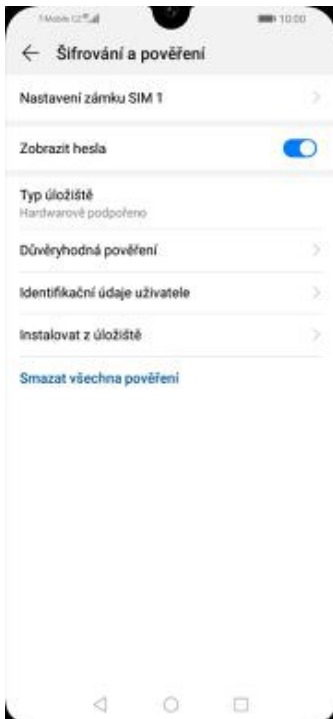 T-Mobile CZ
10:00
Šifrování a pověření
Nastavení zámku SIM 1
Zobrazit hesla
Typ úložiště
Hardwarově podpořeno
Důvěryhodná pověření
Identifikační údaje uživatele
Instalovat z úložiště
Smazat všechna pověření